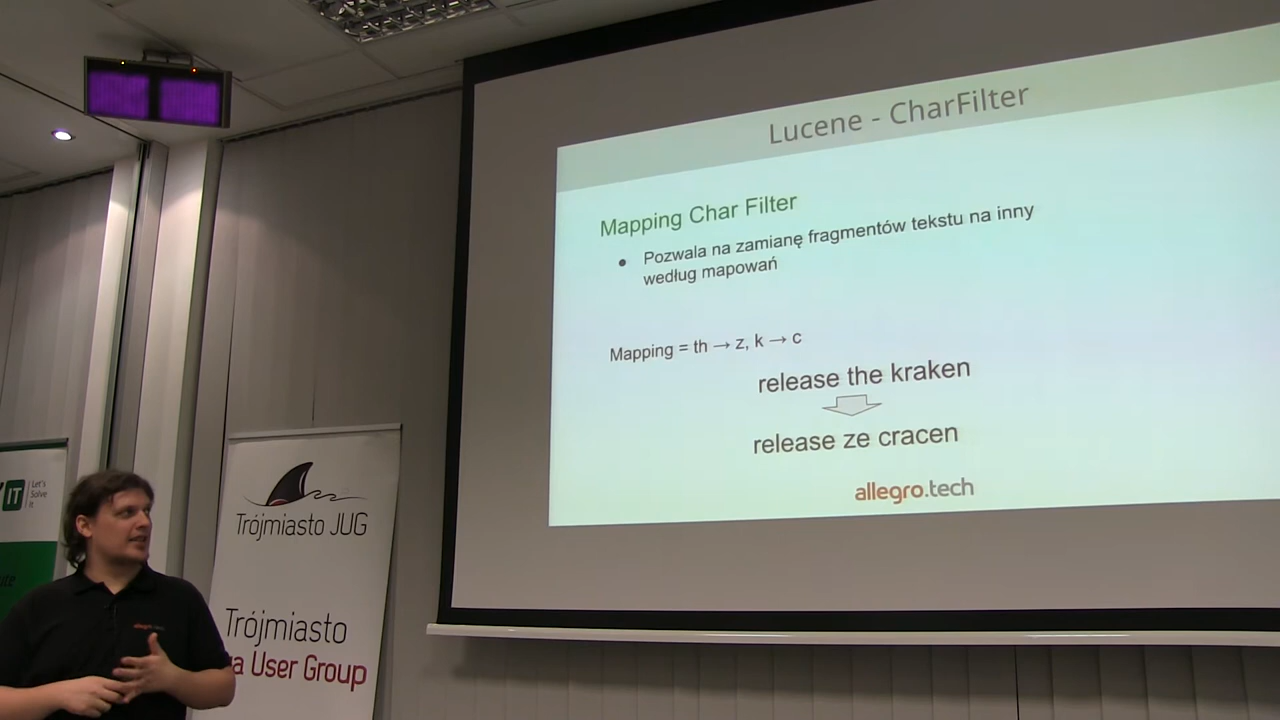 Lucene - CharFilter
Mapping Char Filter
● Pozwala na zamianę fragmentów tekstu na inny
według mapowań
Mapping = th → z, k → c
release the kraken
release ze cracen
allegro.tech
IT
Let's
Solve
It
Trójmiasto JUG
Trójmiasto
a User Group
allegro